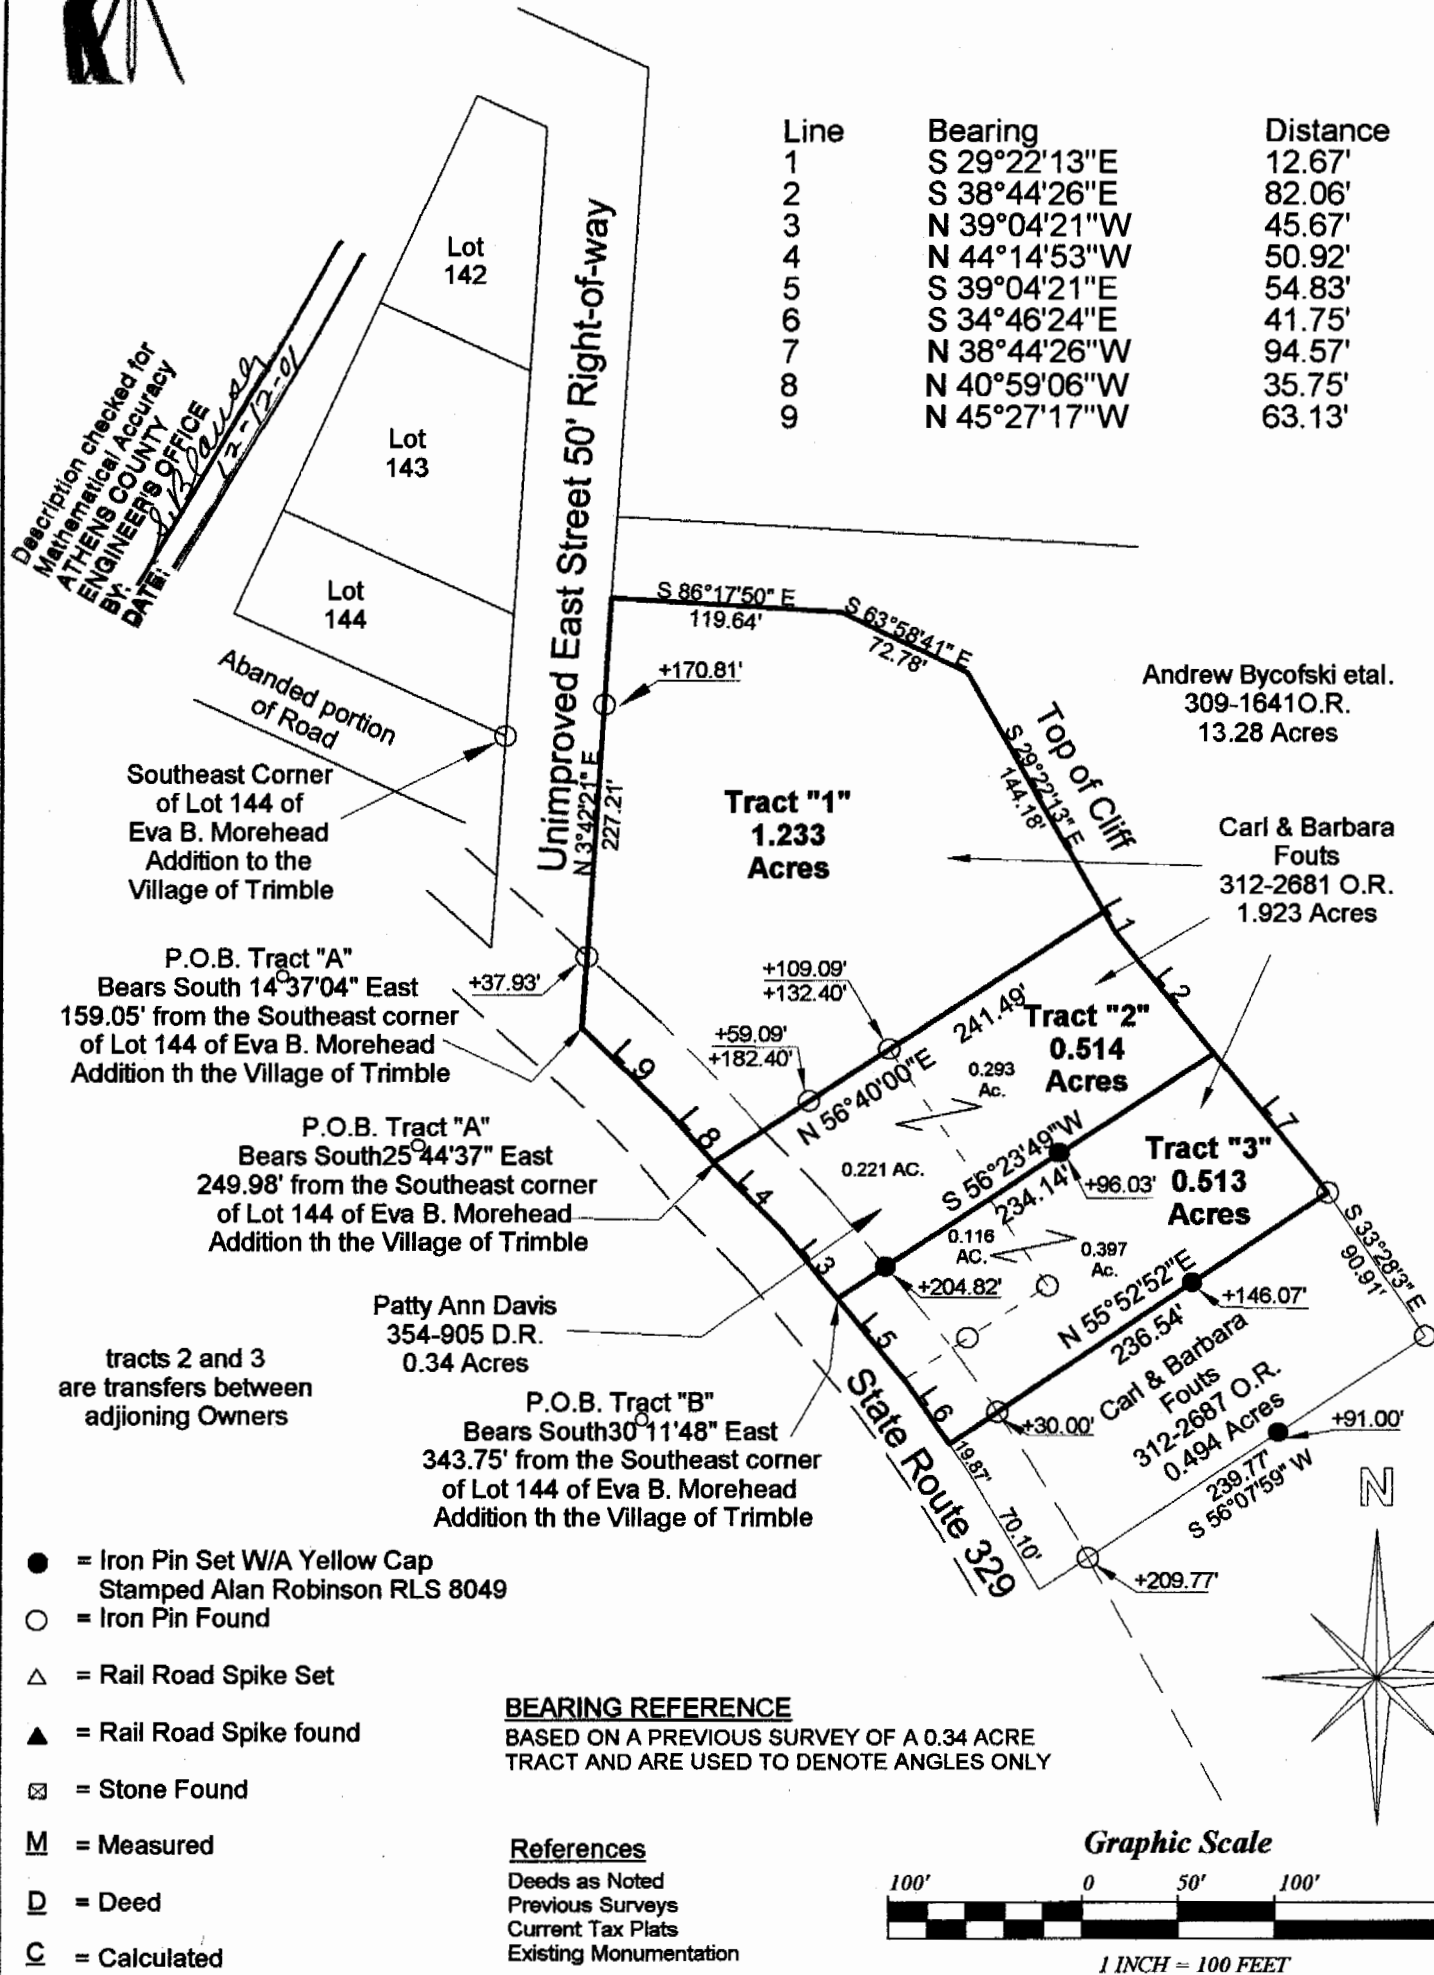 Line Bearing Distance
1 S 29°22'13"E 12.67'
2 S 38°44'26"E 82.06'
3 N 39°04'21"W 45.67'
4 N 44°14'53"W 50.92'
5 S 39°04'21"E 54.83'
6 S 34°46'24"E 41.75'
7 N 38°44'26"W 94.57'
8 N 40°59'06"W 35.75'
9 N 45°27'17"W 63.13'
Lot
142
Lot
143
Lot
144
Description checked for
Mathematical Accuracy
ATHENS COUNTY
ENGINEER'S OFFICE
BY:
DATE: 12-12-01
Unimproved East Street 50' Right-of-way
Abanded portion
of Road
S 86°17'50" E
119.64'
S 63°58'41" E
72.78'
+170.81'
N 3°42'21" E
227.21'
Top of Cliff
S 29°22'13" E
144.18'
Andrew Bycofski etal.
309-1641O.R.
13.28 Acres
Southeast Corner
of Lot 144 of
Eva B. Morehead
Addition to the
Village of Trimble
Tract "1"
1.233
Acres
Carl & Barbara
Fouts
312-2681 O.R.
1.923 Acres
P.O.B. Tract "A"
Bears South 14°37'04" East
159.05' from the Southeast corner
of Lot 144 of Eva B. Morehead
Addition th the Village of Trimble
+37.93'
+109.09'
+132.40'
+59.09'
+182.40'
N 56°40'00"E 241.49'
L 1
L 2
L 7
L 9
L 8
L 4
L 3
L 5
L 6
Tract "2"
0.514
Acres
0.293
Ac.
0.221 AC.
S 56°23'49"W
234.14'
+96.03'
Tract "3"
0.513
Acres
P.O.B. Tract "A"
Bears South25°44'37" East
249.98' from the Southeast corner
of Lot 144 of Eva B. Morehead
Addition th the Village of Trimble
0.116
AC.
0.397
Ac.
+204.82'
N 55°52'52"E
236.54'
+146.07'
S 33°28'3" E
90.91'
Patty Ann Davis
354-905 D.R.
0.34 Acres
tracts 2 and 3
are transfers between
adjioning Owners
P.O.B. Tract "B"
Bears South30°11'48" East
343.75' from the Southeast corner
of Lot 144 of Eva B. Morehead
Addition th the Village of Trimble
State Route 329
+30.00'
19.87'
70.10'
Carl & Barbara
Fouts
312-2687 O.R.
0.494 Acres
239.77'
S 56°07'59" W
+91.00'
+209.77'
N
● = Iron Pin Set W/A Yellow Cap
Stamped Alan Robinson RLS 8049
○ = Iron Pin Found
△ = Rail Road Spike Set
▲ = Rail Road Spike found
⊠ = Stone Found
M = Measured
D = Deed
C = Calculated
BEARING REFERENCE
BASED ON A PREVIOUS SURVEY OF A 0.34 ACRE
TRACT AND ARE USED TO DENOTE ANGLES ONLY
References
Deeds as Noted
Previous Surveys
Current Tax Plats
Existing Monumentation
Graphic Scale
100' 0 50' 100'
1 INCH = 100 FEET